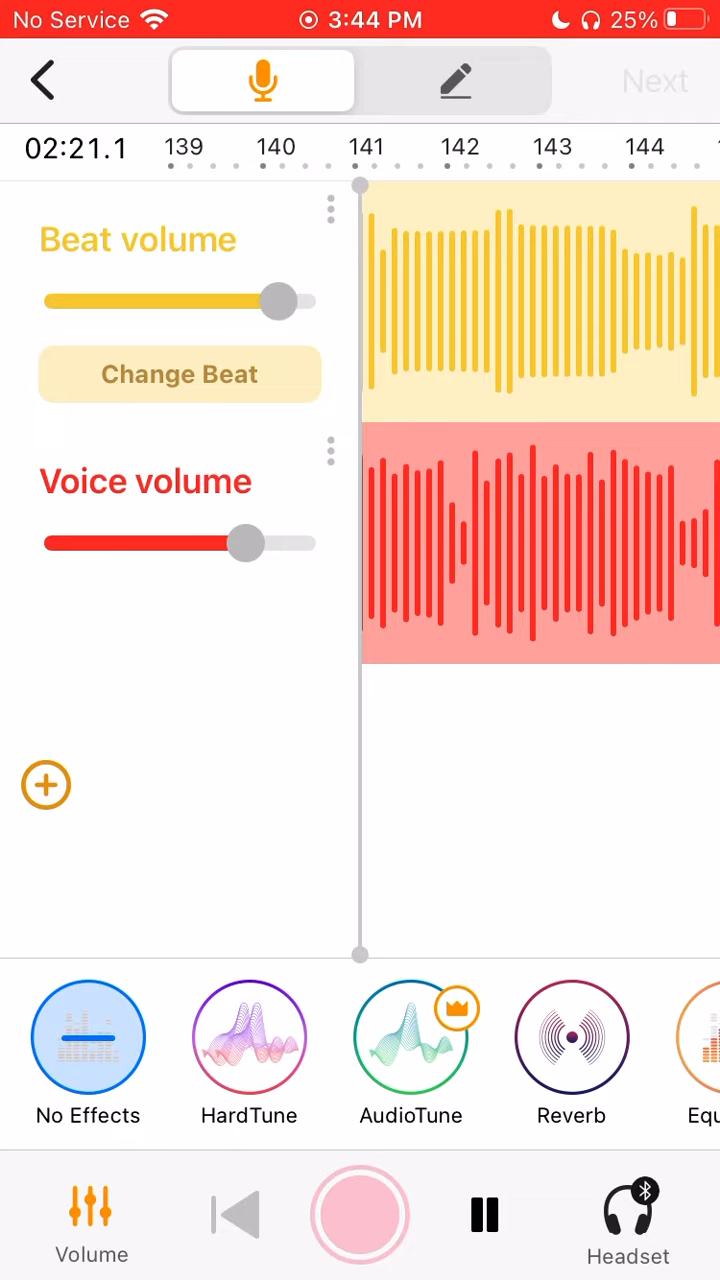 No Service 3:44 PM 25%
Next
02:21.1 139 140 141 142 143 144
Beat volume
Change Beat
Voice volume
No Effects HardTune AudioTune Reverb Equ
Volume Headset